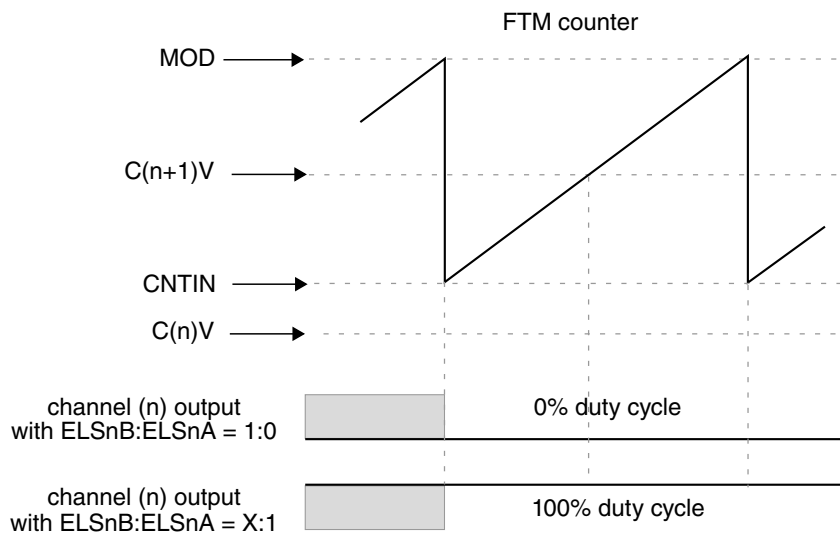 FTM counter
MOD
C(n+1)V
CNTIN
C(n)V
channel (n) output
with ELSnB:ELSnA = 1:0
0% duty cycle
channel (n) output
with ELSnB:ELSnA = X:1
100% duty cycle